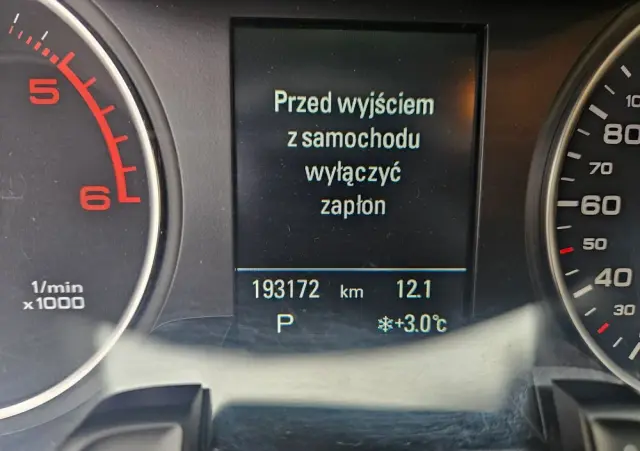 5
6
1/min
x1000
Przed wyjściem
z samochodu
wyłączyć
zapłon
193172 km 12.1
P ❄+3.0°c
80
70
60
50
40
30